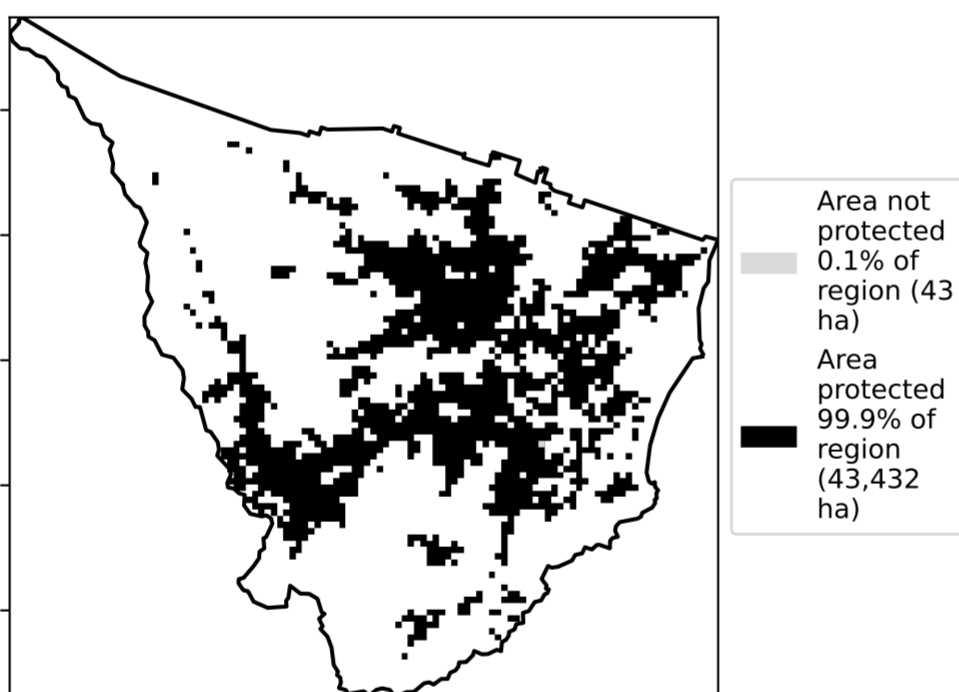 Area not
protected
0.1% of
region (43
ha)
Area
protected
99.9% of
region
(43,432
ha)